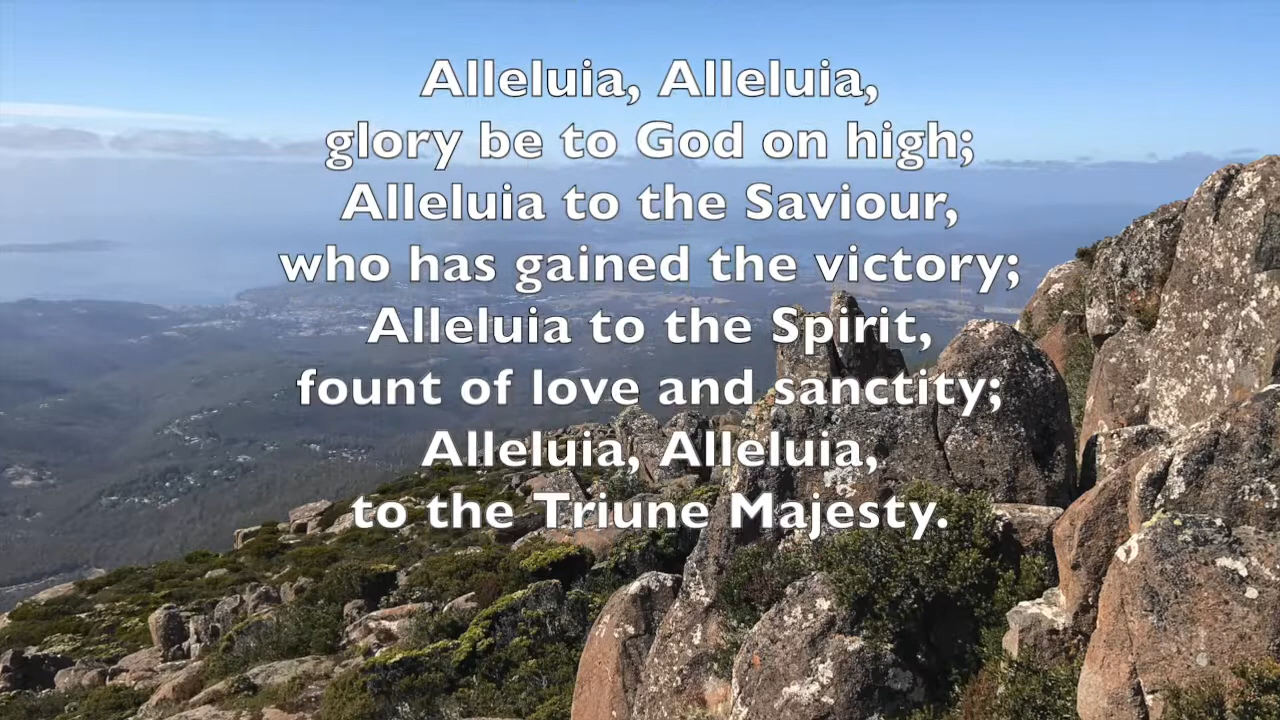 Alleluia, Alleluia,
glory be to God on high;
Alleluia to the Saviour,
who has gained the victory;
Alleluia to the Spirit,
fount of love and sanctity;
Alleluia, Alleluia,
to the Triune Majesty.